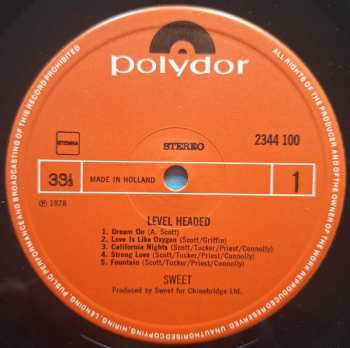 polydor
STEMRA
STEREO
2344 100
33⅓
MADE IN HOLLAND
1
℗ 1978
LEVEL HEADED
1. Dream On (A. Scott)
2. Love Is Like Oxygen (Scott/Griffin)
3. California Nights (Scott/Tucker/Priest/Connolly)
4. Strong Love (Scott/Tucker/Priest/Connolly)
5. Fountain (Scott/Tucker/Priest/Connolly)
SWEET
Produced by Sweet for Chinnebridge Ltd.
ALL RIGHTS OF THE PRODUCER AND OF THE OWNER OF THE WORK REPRODUCED RESERVED. UNAUTHORISED COPYING, HIRING, LENDING, PUBLIC PERFORMANCE AND BROADCASTING OF THIS RECORD PROHIBITED